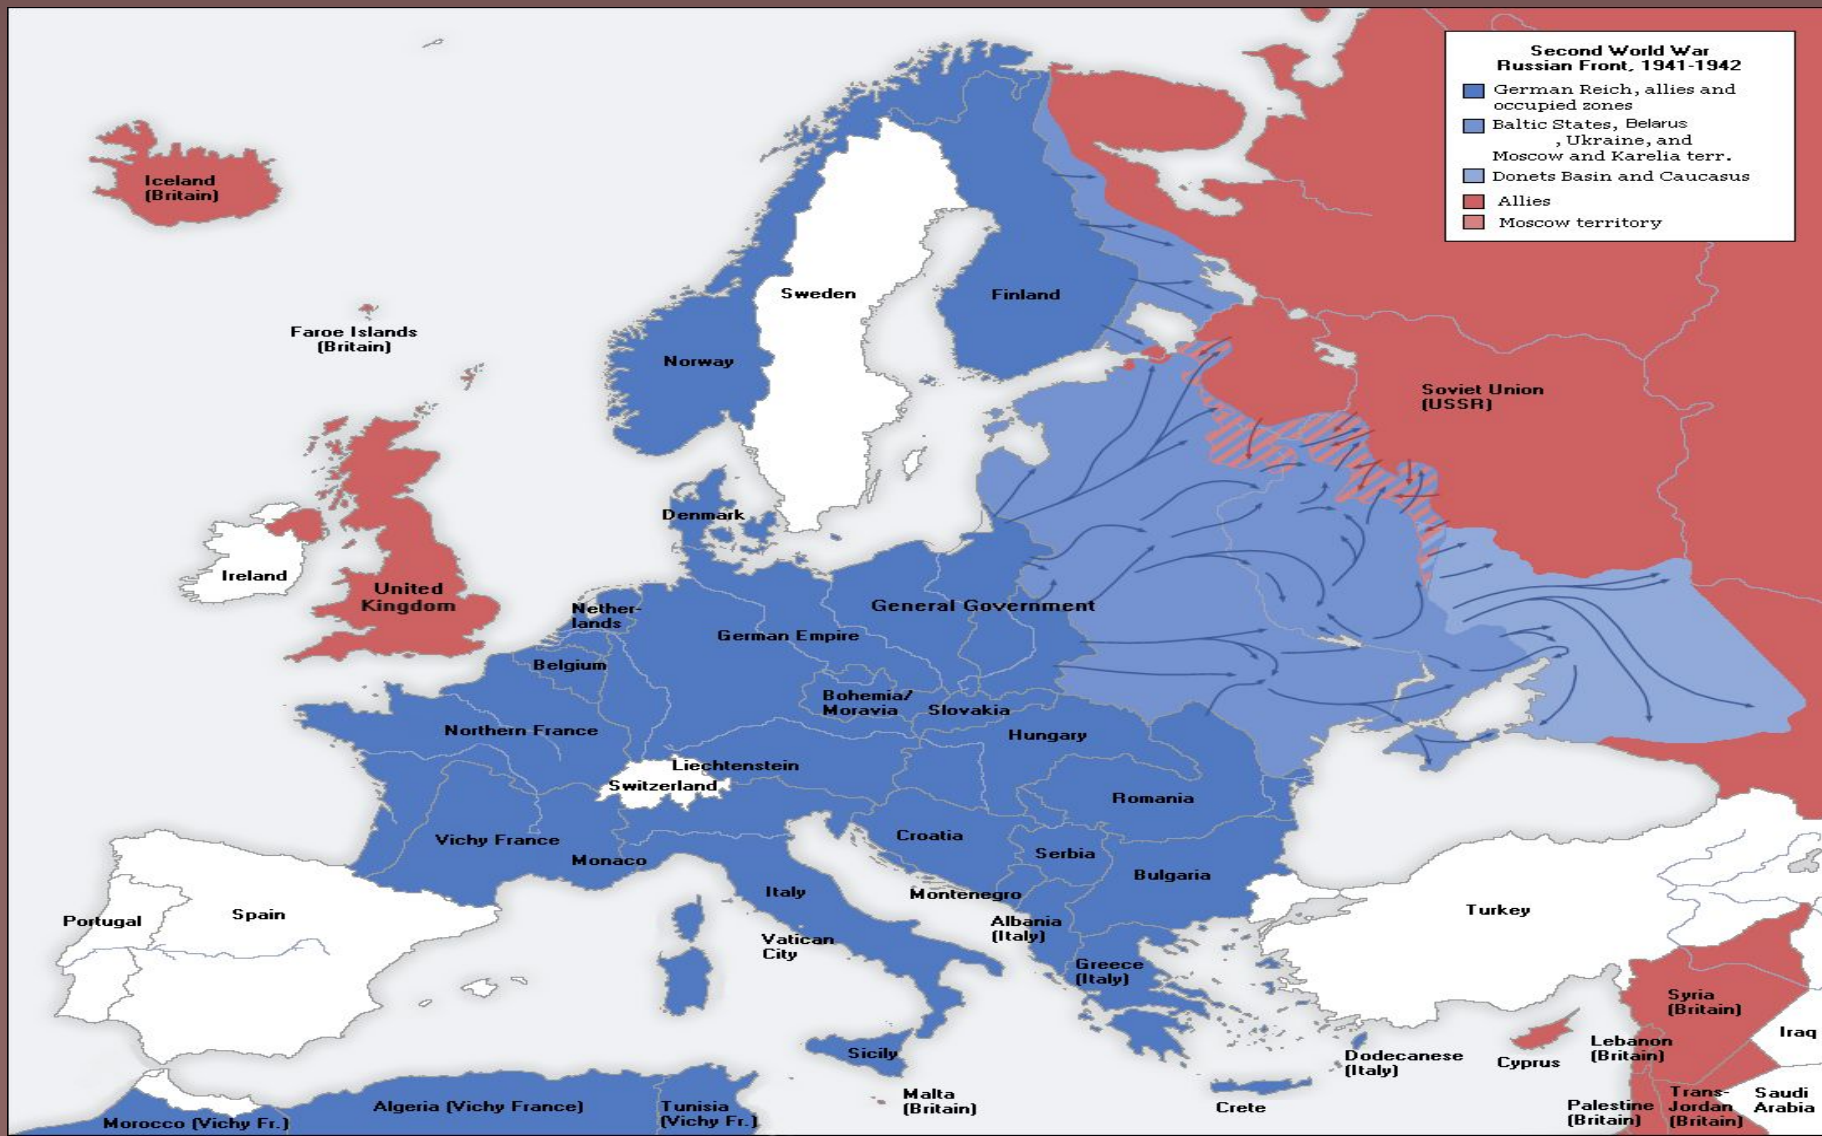 Second World War
Russian Front, 1941-1942
German Reich, allies and
occupied zones
Baltic States, Belarus
, Ukraine, and
Moscow and Karelia terr.
Donets Basin and Caucasus
Allies
Moscow territory
Iceland
(Britain)
Faroe Islands
(Britain)
Sweden
Finland
Norway
Soviet Union
(USSR)
Denmark
Ireland
United
Kingdom
Nether-
lands
General Government
German Empire
Belgium
Bohemia/
Moravia
Slovakia
Northern France
Hungary
Liechtenstein
Switzerland
Romania
Vichy France
Croatia
Monaco
Serbia
Bulgaria
Italy
Montenegro
Portugal
Spain
Turkey
Albania
(Italy)
Vatican
City
Greece
(Italy)
Syria
(Britain)
Iraq
Sicily
Dodecanese
(Italy)
Cyprus
Lebanon
(Britain)
Malta
(Britain)
Crete
Palestine
(Britain)
Trans-
Jordan
(Britain)
Saudi
Arabia
Morocco (Vichy Fr.)
Algeria (Vichy France)
Tunisia
(Vichy Fr.)